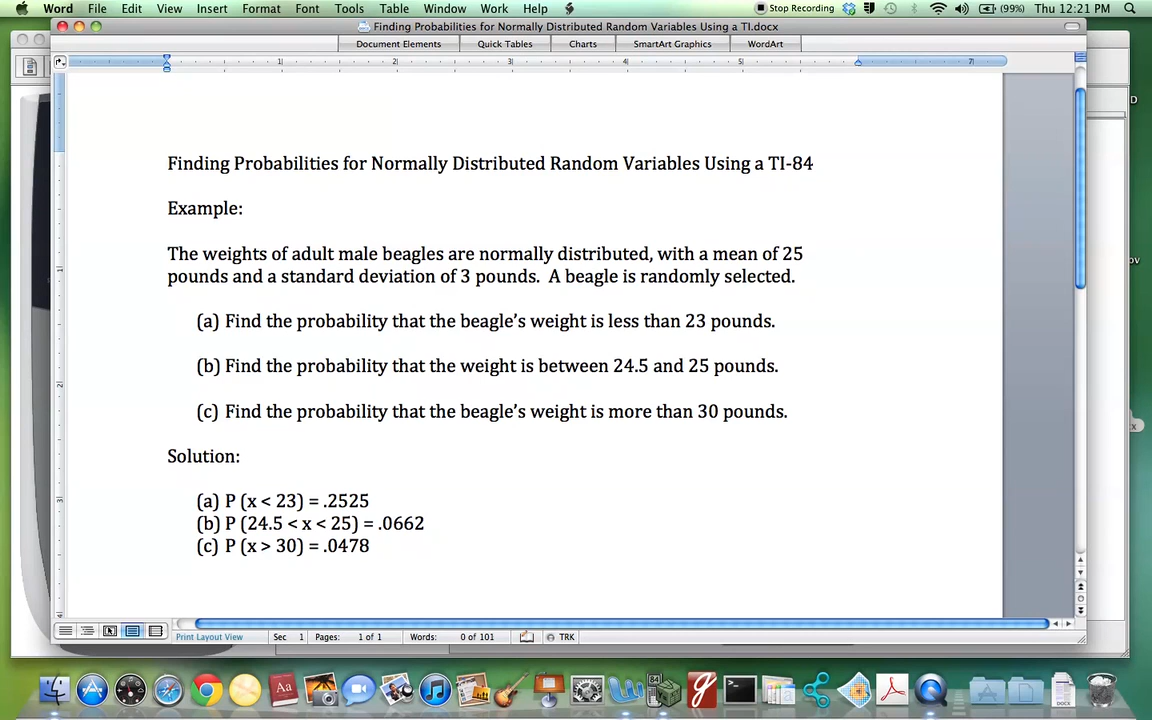 Word File Edit View Insert Format Font Tools Table Window Work Help Stop Recording (99%) Thu 12:21 PM
Finding Probabilities for Normally Distributed Random Variables Using a TI.docx
Document Elements Quick Tables Charts SmartArt Graphics WordArt
Finding Probabilities for Normally Distributed Random Variables Using a TI-84
Example:
The weights of adult male beagles are normally distributed, with a mean of 25
pounds and a standard deviation of 3 pounds. A beagle is randomly selected.
(a) Find the probability that the beagle's weight is less than 23 pounds.
(b) Find the probability that the weight is between 24.5 and 25 pounds.
(c) Find the probability that the beagle's weight is more than 30 pounds.
Solution:
(a) P (x < 23) = .2525
(b) P (24.5 < x < 25) = .0662
(c) P (x > 30) = .0478
Print Layout View Sec 1 Pages: 1 of 1 Words: 0 of 101 TRK